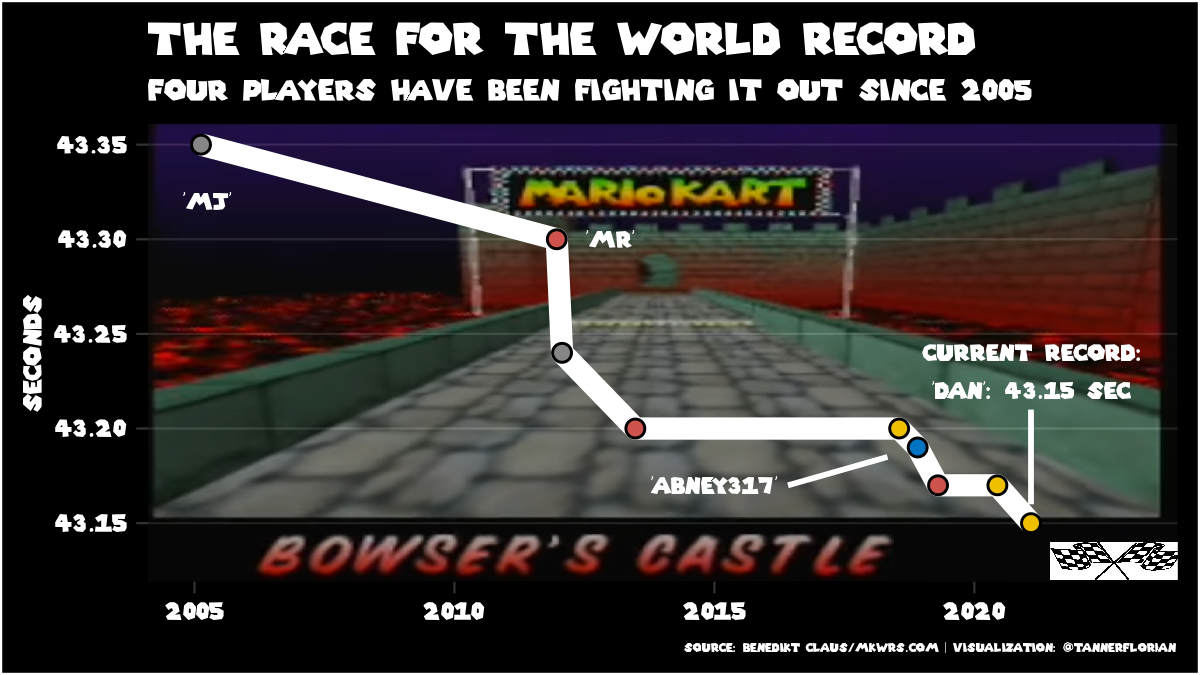 THE RACE FOR THE WORLD RECORD
FOUR PLAYERS HAVE BEEN FIGHTING IT OUT SINCE 2005
43.35
'MJ'
MARIO KART
43.30
'MR'
SECONDS
43.25
CURRENT RECORD:
'DAN': 43.15 SEC
43.20
'ABNEY317'
43.15
BOWSER'S CASTLE
2005 2010 2015 2020
SOURCE: BENEDIKT CLAUS/MKWRS.COM | VISUALIZATION: @TANNERFLORIAN